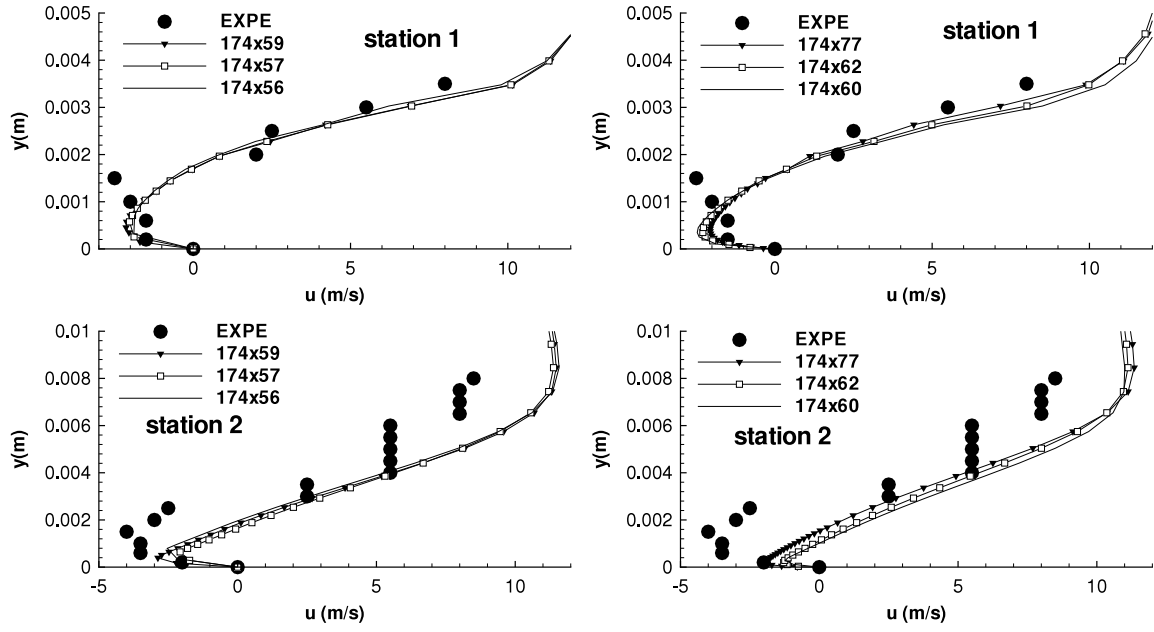 EXPE
174x59
174x57
174x56
station 1
0.005
0.004
0.003
0.002
0.001
0
y(m)
0
5
10
u (m/s)
EXPE
174x77
174x62
174x60
station 1
0.005
0.004
0.003
0.002
0.001
0
y(m)
0
5
10
u (m/s)
EXPE
174x59
174x57
174x56
station 2
0.01
0.008
0.006
0.004
0.002
0
y(m)
-5
0
5
10
u (m/s)
EXPE
174x77
174x62
174x60
station 2
0.01
0.008
0.006
0.004
0.002
0
y(m)
-5
0
5
10
u (m/s)